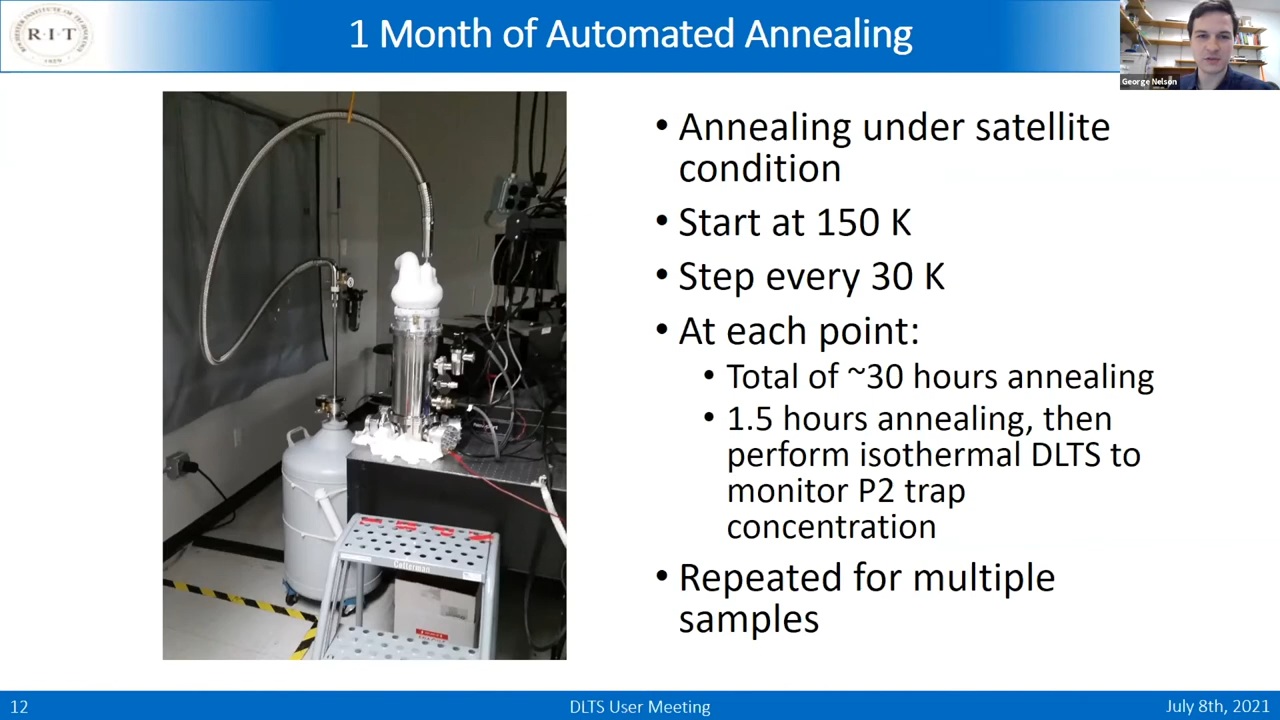 R·I·T
1 Month of Automated Annealing
George Nelson
• Annealing under satellite
condition
• Start at 150 K
• Step every 30 K
• At each point:
• Total of ~30 hours annealing
• 1.5 hours annealing, then
perform isothermal DLTS to
monitor P2 trap
concentration
• Repeated for multiple
samples
Cotterman
12
DLTS User Meeting
July 8th, 2021